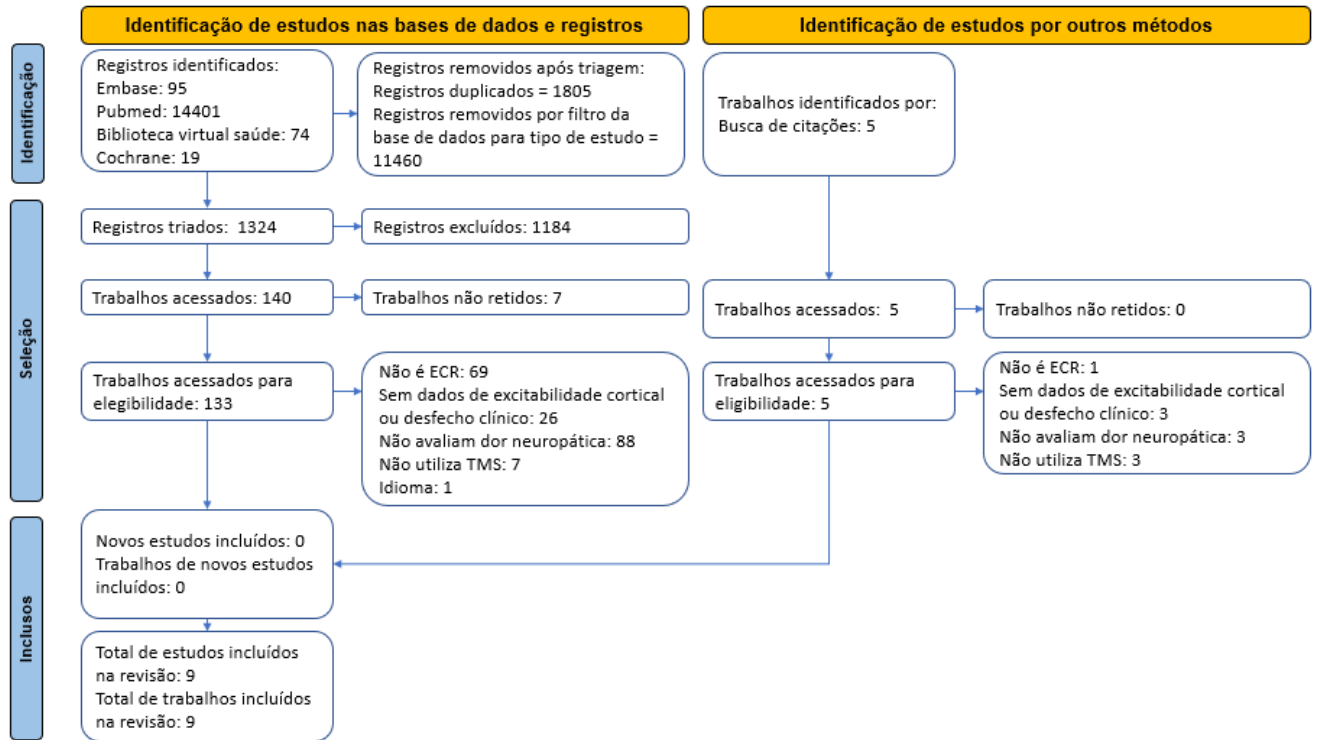 Identificação de estudos nas bases de dados e registros
Identificação de estudos por outros métodos
Identificação
Registros identificados:
Embase: 95
Pubmed: 14401
Biblioteca virtual saúde: 74
Cochrane: 19
Registros removidos após triagem:
Registros duplicados = 1805
Registros removidos por filtro da
base de dados para tipo de estudo =
11460
Trabalhos identificados por:
Busca de citações: 5
Seleção
Registros triados: 1324
Registros excluídos: 1184
Trabalhos acessados: 140
Trabalhos não retidos: 7
Trabalhos acessados: 5
Trabalhos não retidos: 0
Trabalhos acessados para
elegibilidade: 133
Não é ECR: 69
Sem dados de excitabilidade cortical
ou desfecho clínico: 26
Não avaliam dor neuropática: 88
Não utiliza TMS: 7
Idioma: 1
Trabalhos acessados para
eligibilidade: 5
Não é ECR: 1
Sem dados de excitabilidade cortical
ou desfecho clínico: 3
Não avaliam dor neuropática: 3
Não utiliza TMS: 3
Inclusos
Novos estudos incluídos: 0
Trabalhos de novos estudos
incluídos: 0
Total de estudos incluídos
na revisão: 9
Total de trabalhos incluídos
na revisão: 9